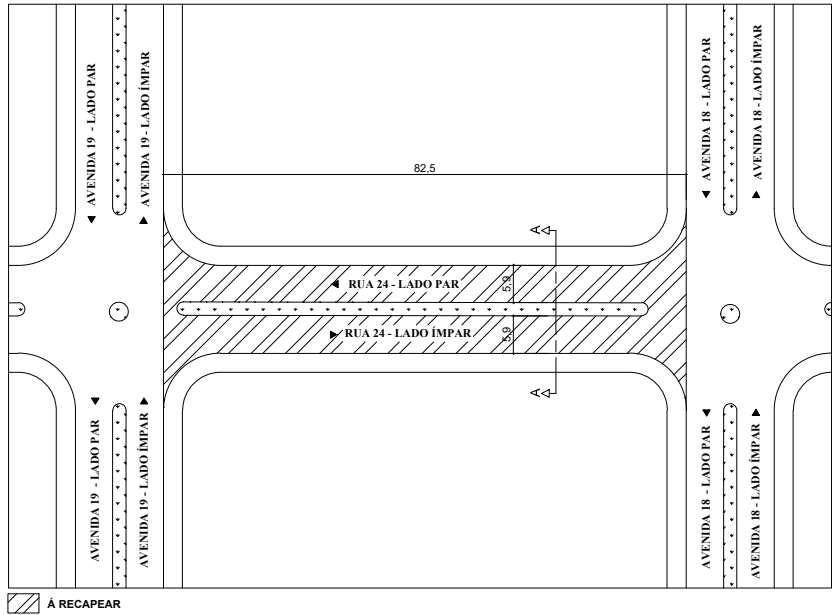 AVENIDA 19 - LADO PAR
AVENIDA 19 - LADO ÍMPAR
AVENIDA 18 - LADO PAR
AVENIDA 18 - LADO ÍMPAR
82,5
A
RUA 24 - LADO PAR
5,9
RUA 24 - LADO ÍMPAR
5,9
A
AVENIDA 19 - LADO PAR
AVENIDA 19 - LADO ÍMPAR
AVENIDA 18 - LADO PAR
AVENIDA 18 - LADO ÍMPAR
Á RECAPEAR